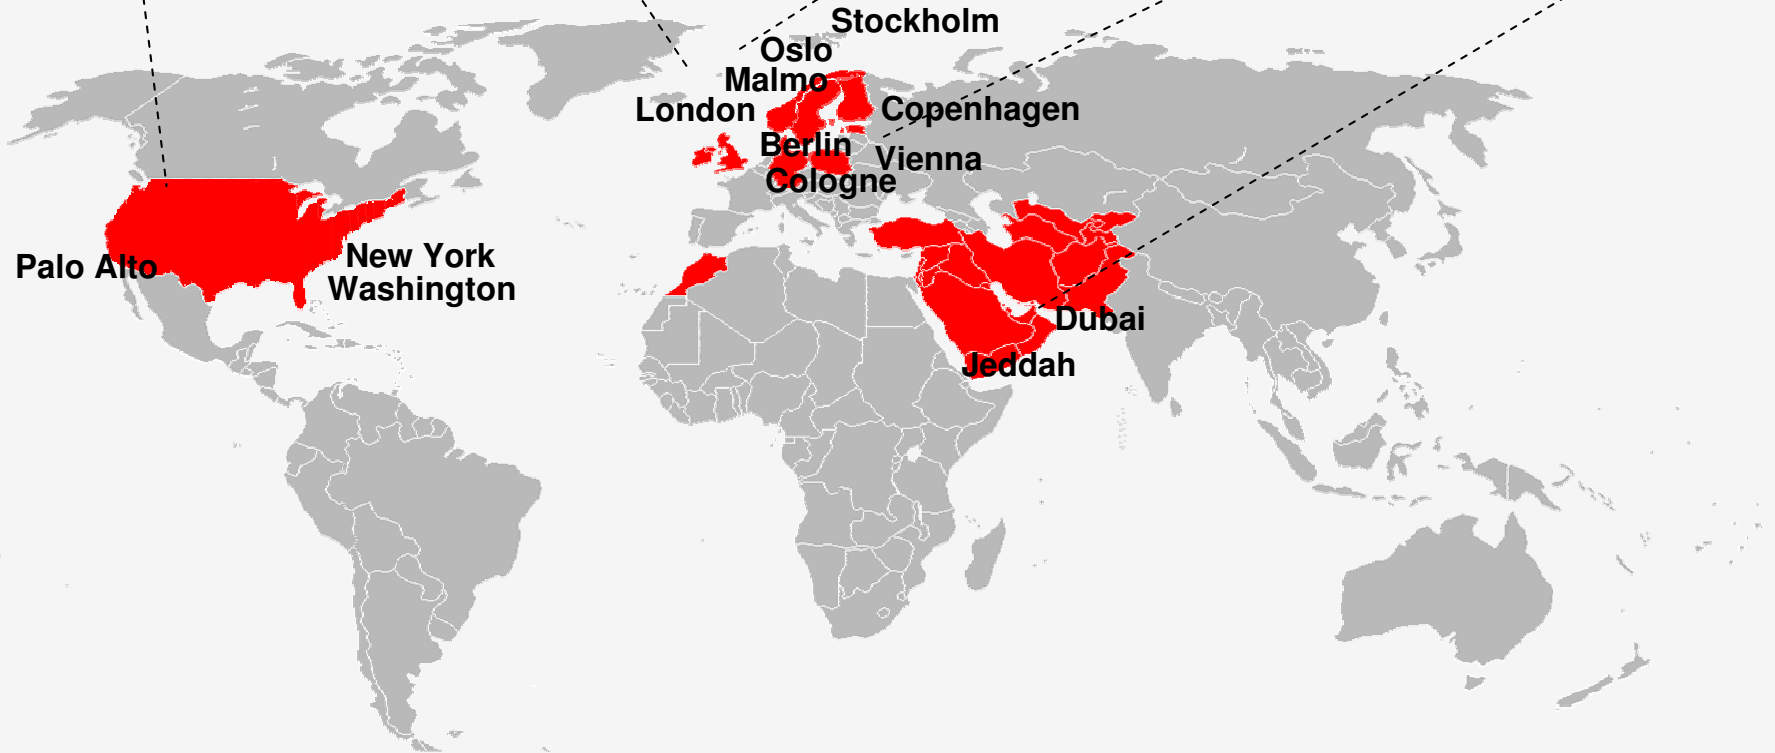 Stockholm
Oslo
Malmo
London
Copenhagen
Berlin
Vienna
Cologne
New York
Palo Alto
Washington
Dubai
Jeddah